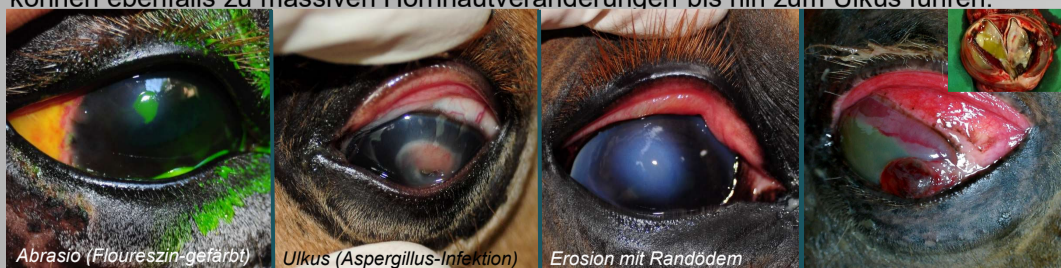 können ebenfalls zu massiven Hornhautveränderungen bis hin zum Ulkus führen.
Abrasio (Floureszin-gefärbt)
Ulkus (Aspergillus-Infektion)
Erosion mit Randödem